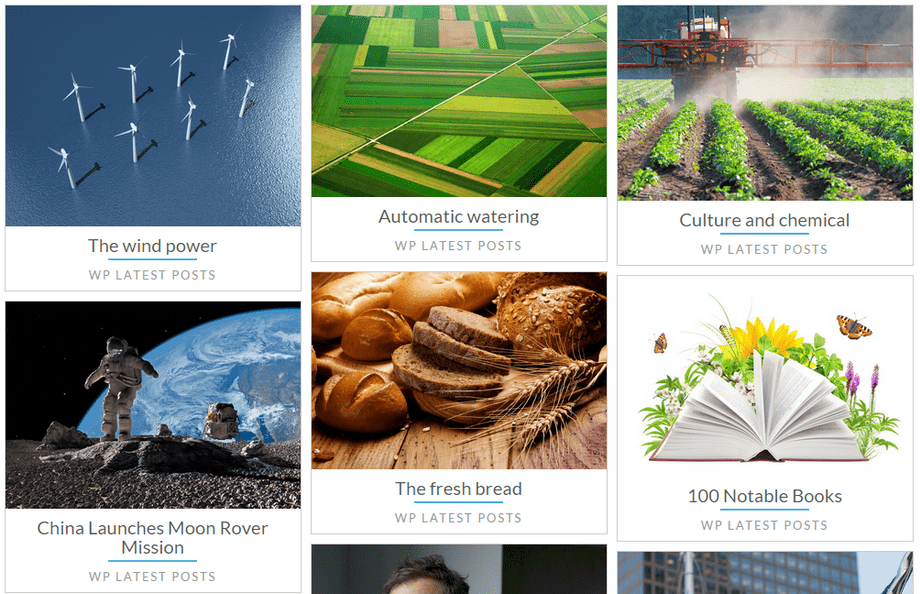 The wind power
WP LATEST POSTS
Automatic watering
WP LATEST POSTS
Culture and chemical
WP LATEST POSTS
China Launches Moon Rover
Mission
WP LATEST POSTS
The fresh bread
WP LATEST POSTS
100 Notable Books
WP LATEST POSTS